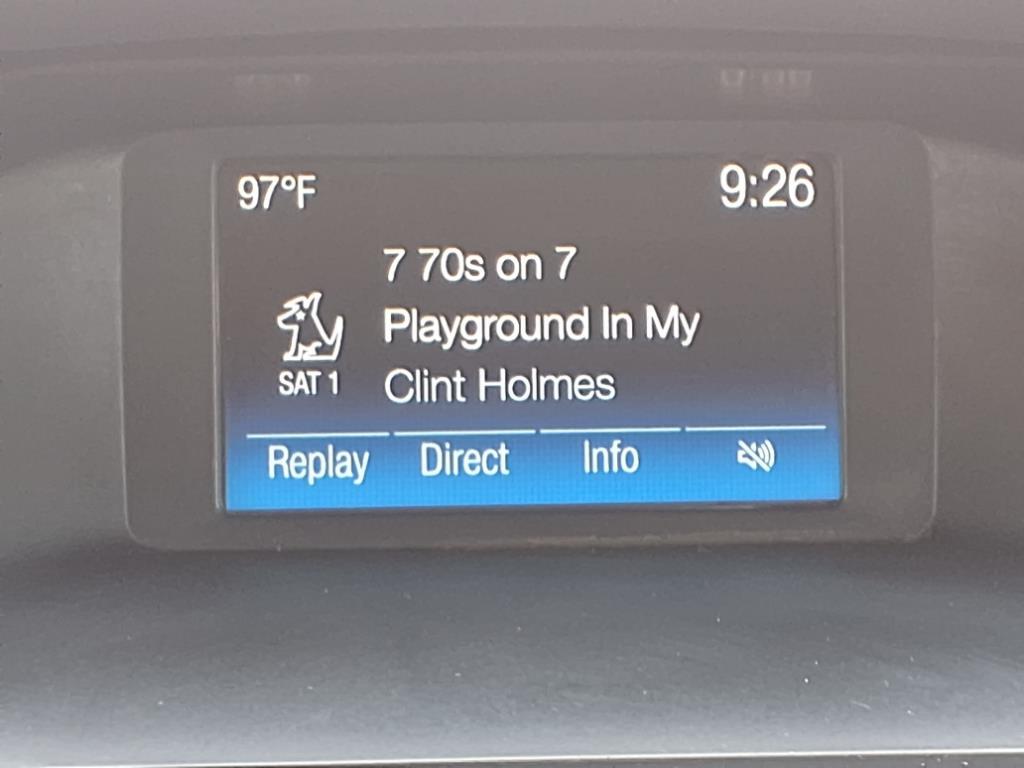 97°F 9:26
7 70s on 7
Playground In My
SAT 1 Clint Holmes
Replay Direct Info